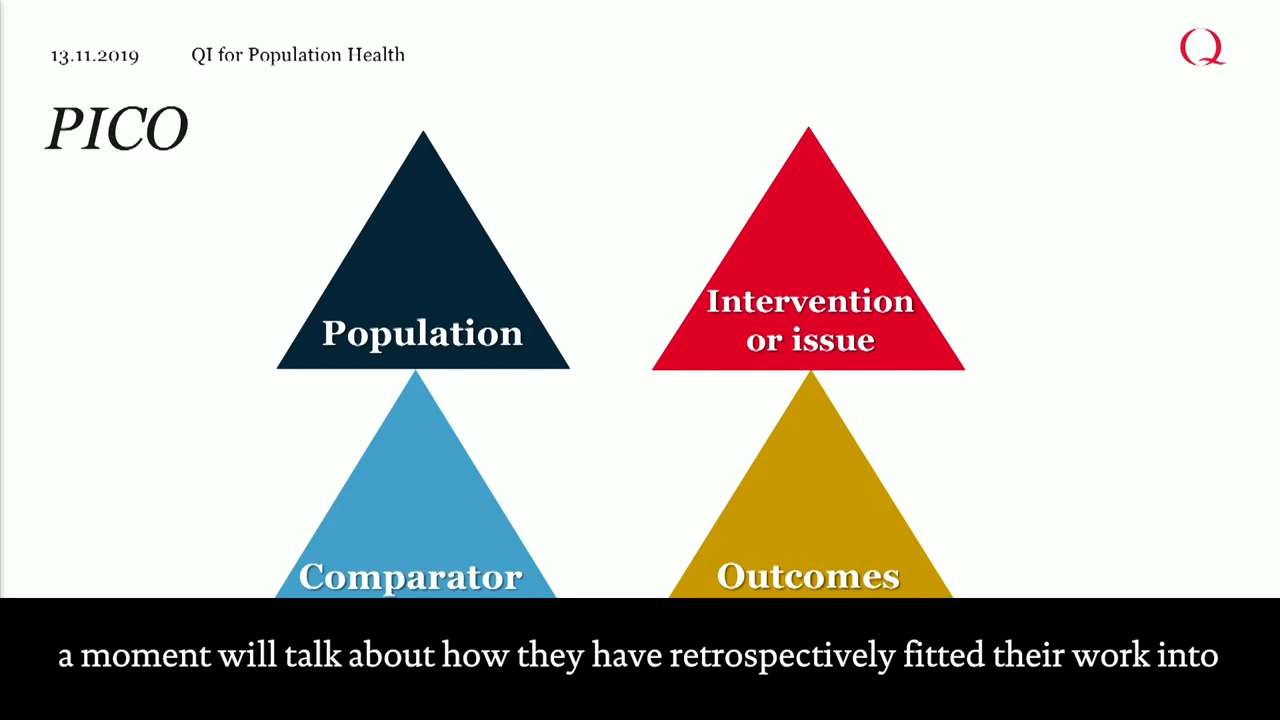 13.11.2019 QI for Population Health
Q
PICO
Population
Intervention
or issue
Comparator
Outcomes
a moment will talk about how they have retrospectively fitted their work into